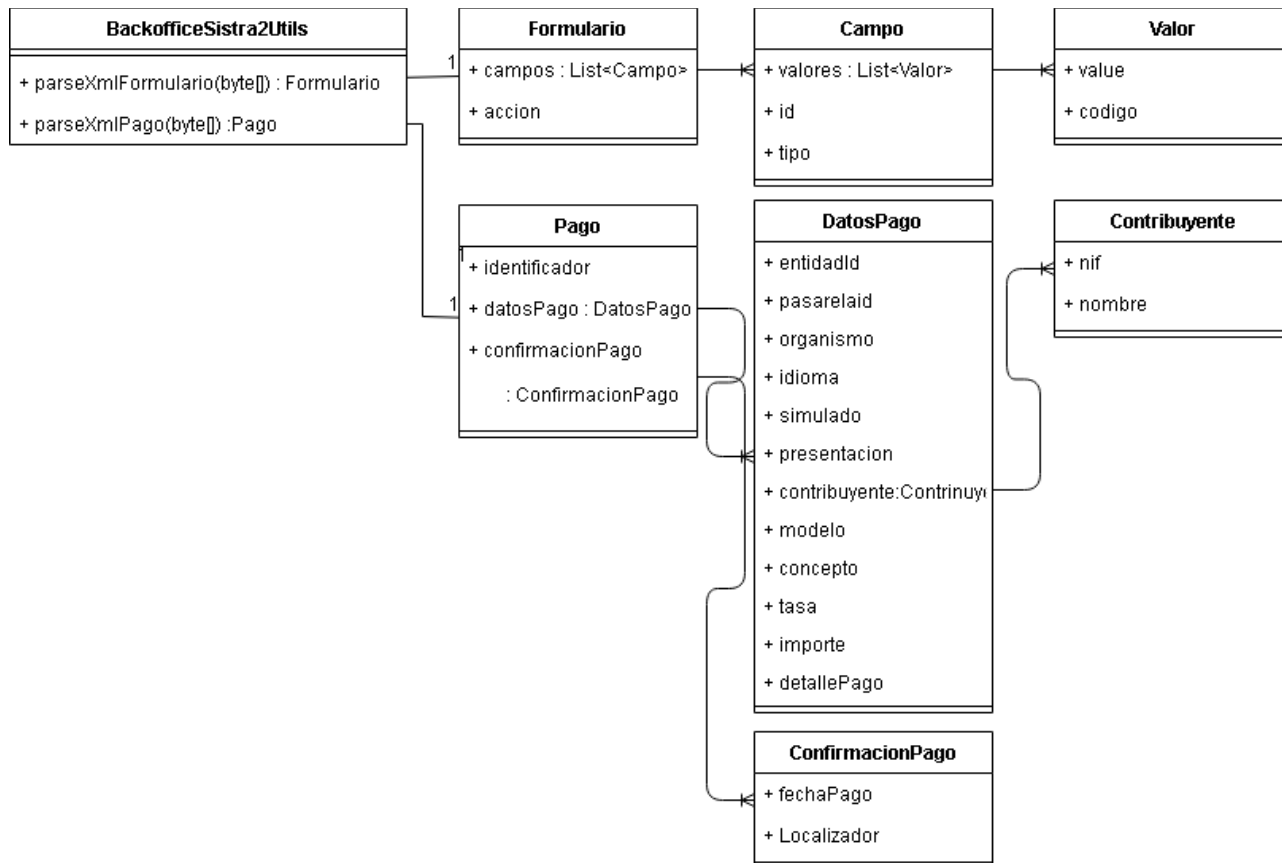 BackofficeSistra2Utils
+ parseXmlFormulario(byte[]) : Formulario
+ parseXmlPago(byte[]) :Pago
1
Formulario
+ campos : List<Campo>
+ accion
Campo
+ valores : List<Valor>
+ id
+ tipo
Valor
+ value
+ codigo
1
1
Pago
+ identificador
+ datosPago : DatosPago
+ confirmacionPago
: ConfirmacionPago
DatosPago
+ entidadId
+ pasarelaid
+ organismo
+ idioma
+ simulado
+ presentacion
+ contribuyente:Contrinuye
+ modelo
+ concepto
+ tasa
+ importe
+ detallePago
Contribuyente
+ nif
+ nombre
ConfirmacionPago
+ fechaPago
+ Localizador